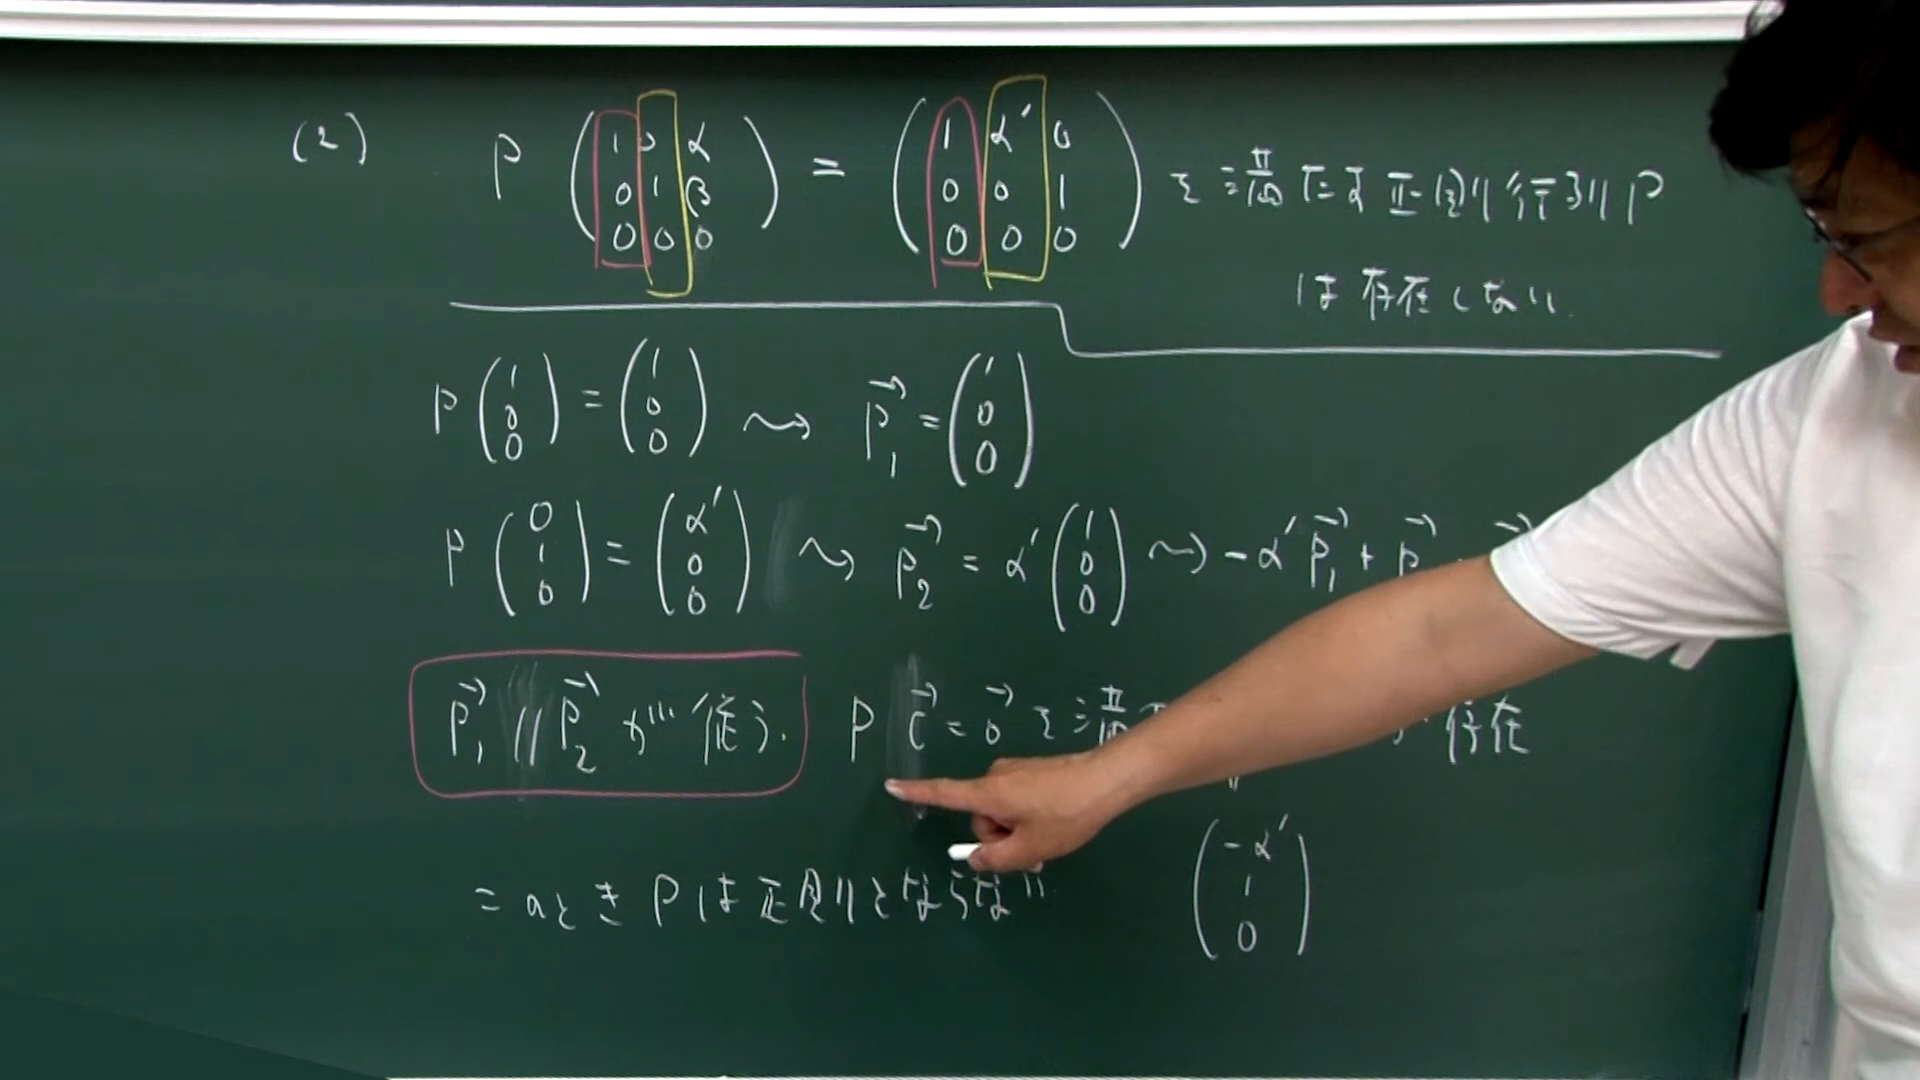 (2) P (1 0 α / 0 1 β / 0 0 0) = (1 α' 0 / 0 0 1 / 0 0 0) を満たす正則行列P
は存在しない.
P (1 / 0 / 0) = (1 / 0 / 0) ⇝ p₁→ = (1 / 0 / 0)
P (0 / 1 / 0) = (α' / 0 / 0) ⇝ p₂→ = α' (1 / 0 / 0) ⇝ -α' p₁→ + p
p₁→ // p₂→ が従う. P c→ = 0→ を満 存在
(-α' / 1 / 0)
このとき P は正則とならない.